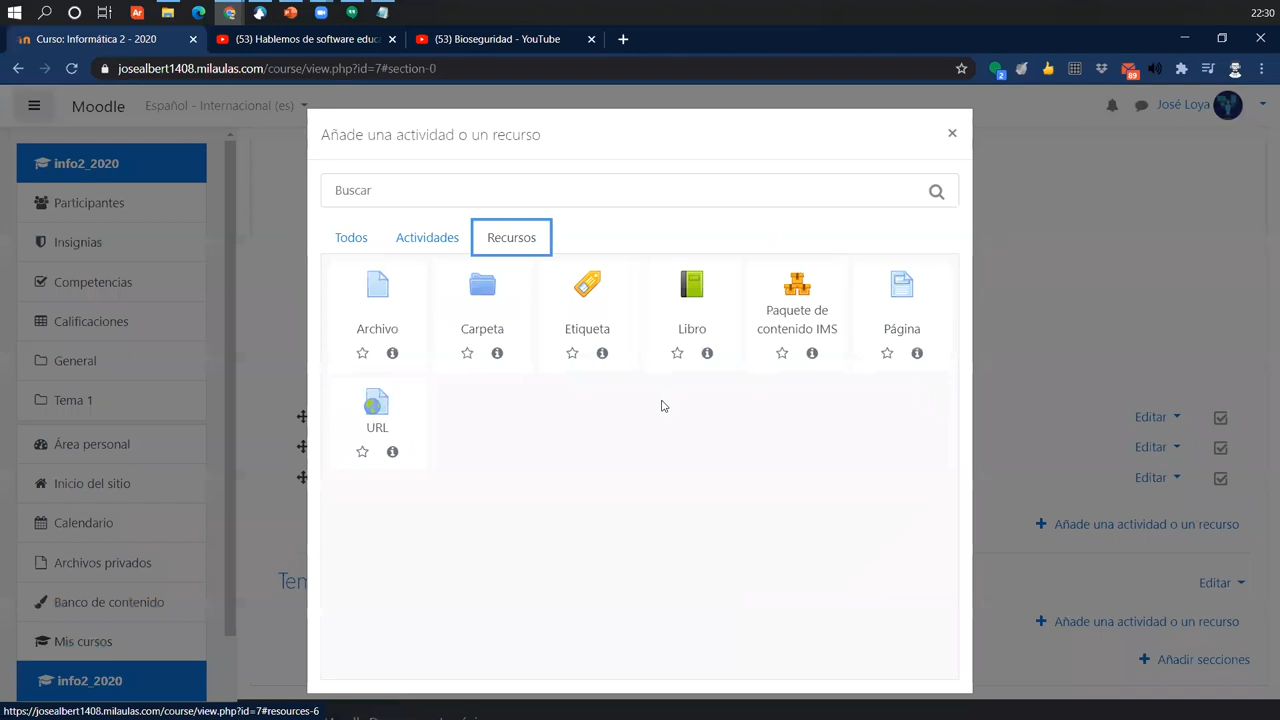 22:30
Curso: Informática 2 - 2020
(53) Hablemos de software educa
(53) Bioseguridad - YouTube
josealbert1408.milaulas.com/course/view.php?id=7#section-0
2
89
Moodle
Español - Internacional (es)
José Loya
info2_2020
Participantes
Insignias
Competencias
Calificaciones
General
Tema 1
Área personal
Inicio del sitio
Calendario
Archivos privados
Banco de contenido
Mis cursos
info2_2020
Añade una actividad o un recurso
Buscar
Todos
Actividades
Recursos
Archivo
Carpeta
Etiqueta
Libro
Paquete de
contenido IMS
Página
URL
Editar
Editar
Editar
Añade una actividad o un recurso
Tem
Editar
Añade una actividad o un recurso
Añadir secciones
https://josealbert1408.milaulas.com/course/view.php?id=7#resources-6